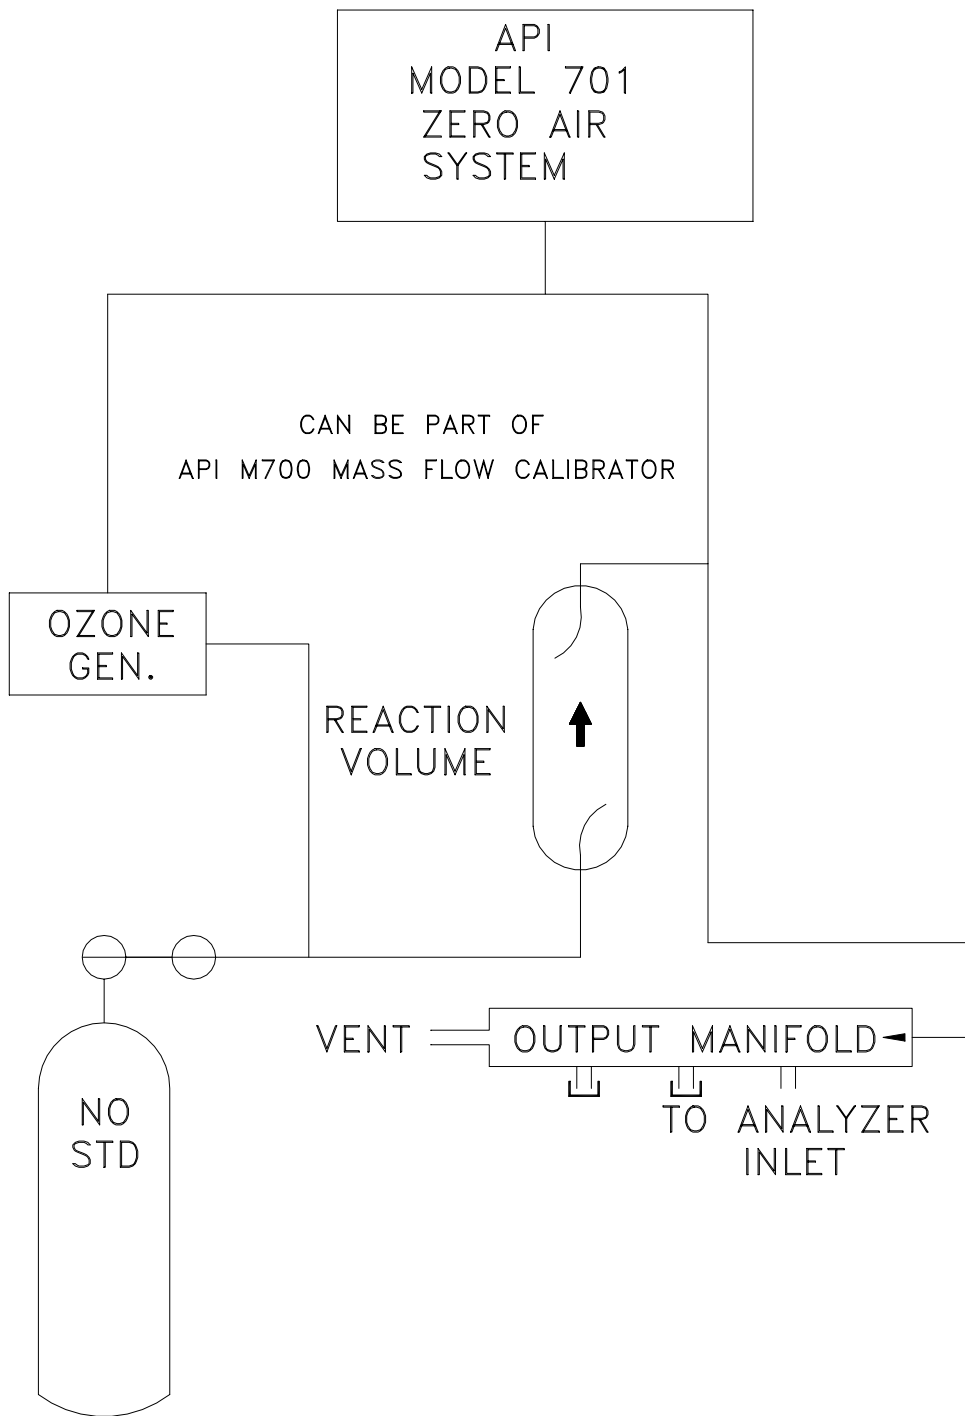 API
MODEL 701
ZERO AIR
SYSTEM
CAN BE PART OF
API M700 MASS FLOW CALIBRATOR
OZONE
GEN.
REACTION
VOLUME
VENT
OUTPUT MANIFOLD
NO
STD
TO ANALYZER
INLET